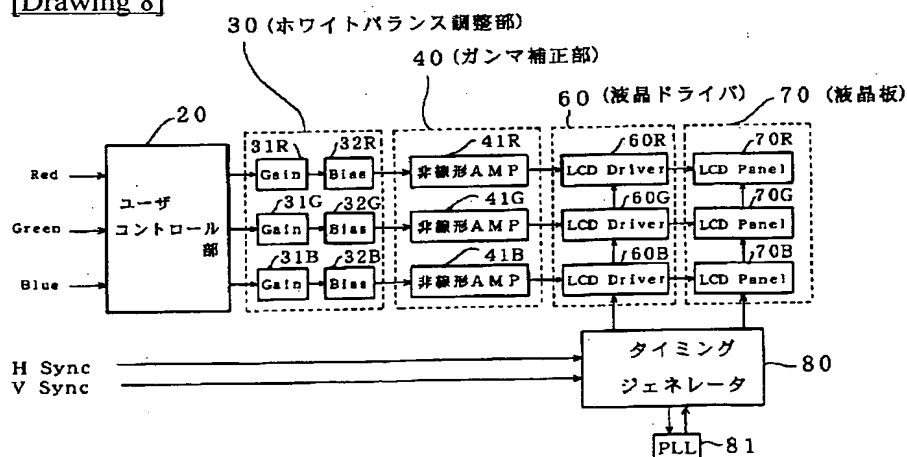 [Drawing 8]
30 (ホワイトバランス調整部)
40 (ガンマ補正部)
60 (液晶ドライバ) 70 (液晶板)
20
31R 32R 41R 60R 70R
Red Gain Bias 非線形AMP LCD Driver LCD Panel
ユーザ
31G 32G 41G 60G 70G
Green コントロール Gain Bias 非線形AMP LCD Driver LCD Panel
部
31B 32B 41B 60B 70B
Blue Gain Bias 非線形AMP LCD Driver LCD Panel
タイミング
H Sync
80
V Sync
ジェネレータ
PLL 81